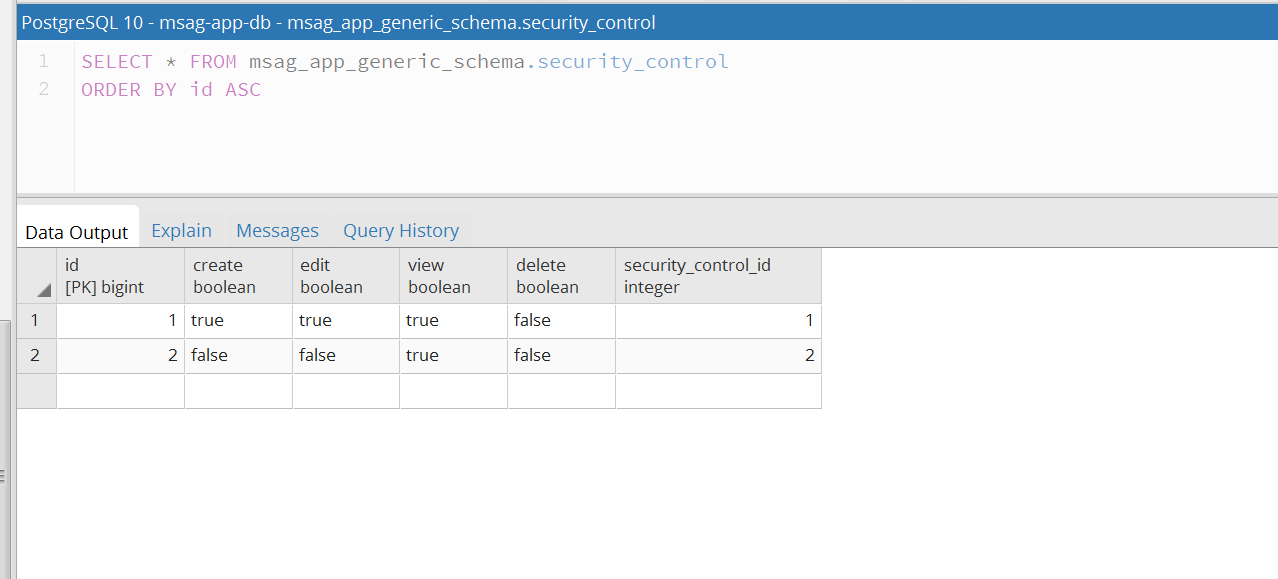 PostgreSQL 10 - msag-app-db - msag_app_generic_schema.security_control
1 SELECT * FROM msag_app_generic_schema.security_control
2 ORDER BY id ASC
Data Output Explain Messages Query History
id create edit view delete security_control_id
[PK] bigint boolean boolean boolean boolean integer
1 1 true true true false 1
2 2 false false true false 2